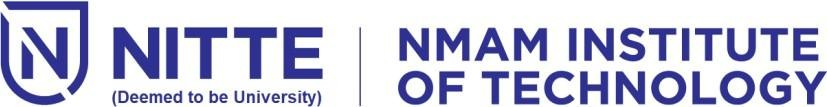 N NITTE
(Deemed to be University)
NMAM INSTITUTE
OF TECHNOLOGY